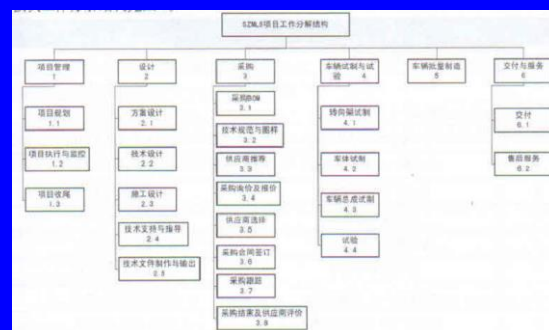 SZML8项目工作分解结构
项目管理
1
设计
2
采购
3
车辆试制与试
验 4
车辆批量制造
5
交付与服务
6
项目规划
1.1
项目执行与监控
1.2
项目收尾
1.3
方案设计
2.1
技术设计
2.2
施工设计
2.3
技术支持与指导
2.4
技术文件制作与输出
2.5
采购BOM
3.1
技术规范与图样
3.2
供应商推荐
3.3
采购询价及报价
3.4
供应商选择
3.5
采购合同签订
3.6
采购跟踪
3.7
采购结束及供应商评价
3.8
转向架试制
4.1
车体试制
4.2
车辆总成试制
4.3
试验
4.4
交付
6.1
售后服务
6.2